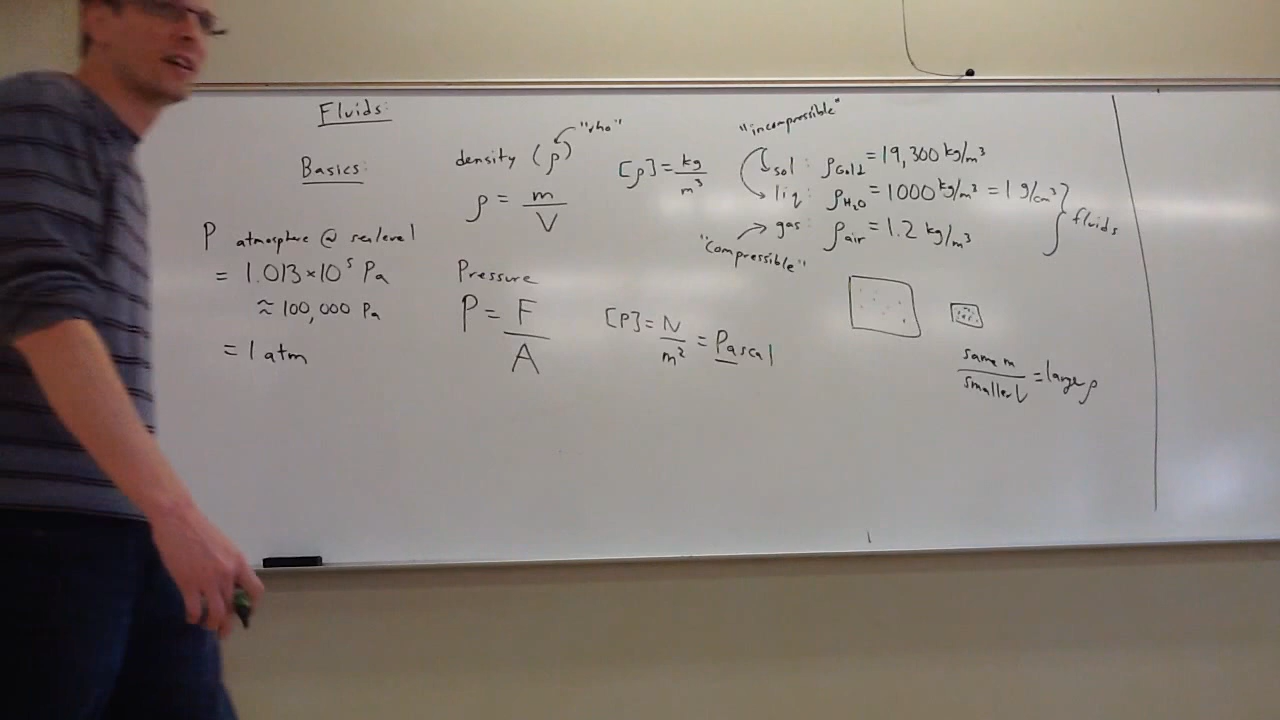 Fluids:
Basics:
density (ρ) "rho"
ρ = m/V
[ρ] = kg/m³
"incompressible"
sol: ρGold = 19,300 kg/m³
liq: ρH₂O = 1000 kg/m³ = 1 g/cm³
gas: ρair = 1.2 kg/m³
} fluids
"compressible"
P atmosphere @ sea level
= 1.013×10⁵ Pa
≈ 100,000 Pa
= 1 atm
Pressure
P = F/A
[P] = N/m² = Pascal
same m/smaller V = large ρ